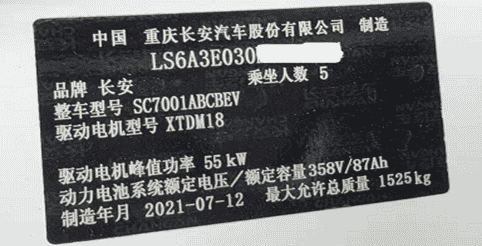 中国 重庆长安汽车股份有限公司 制造
LS6A3E030
品牌 长安 乘坐人数 5
整车型号 SC7001ABCBEV
驱动电机型号 XTDM18
驱动电机峰值功率 55 kW
动力电池系统额定电压/额定容量358V/87Ah
制造年月 2021-07-12 最大允许总质量 1525kg